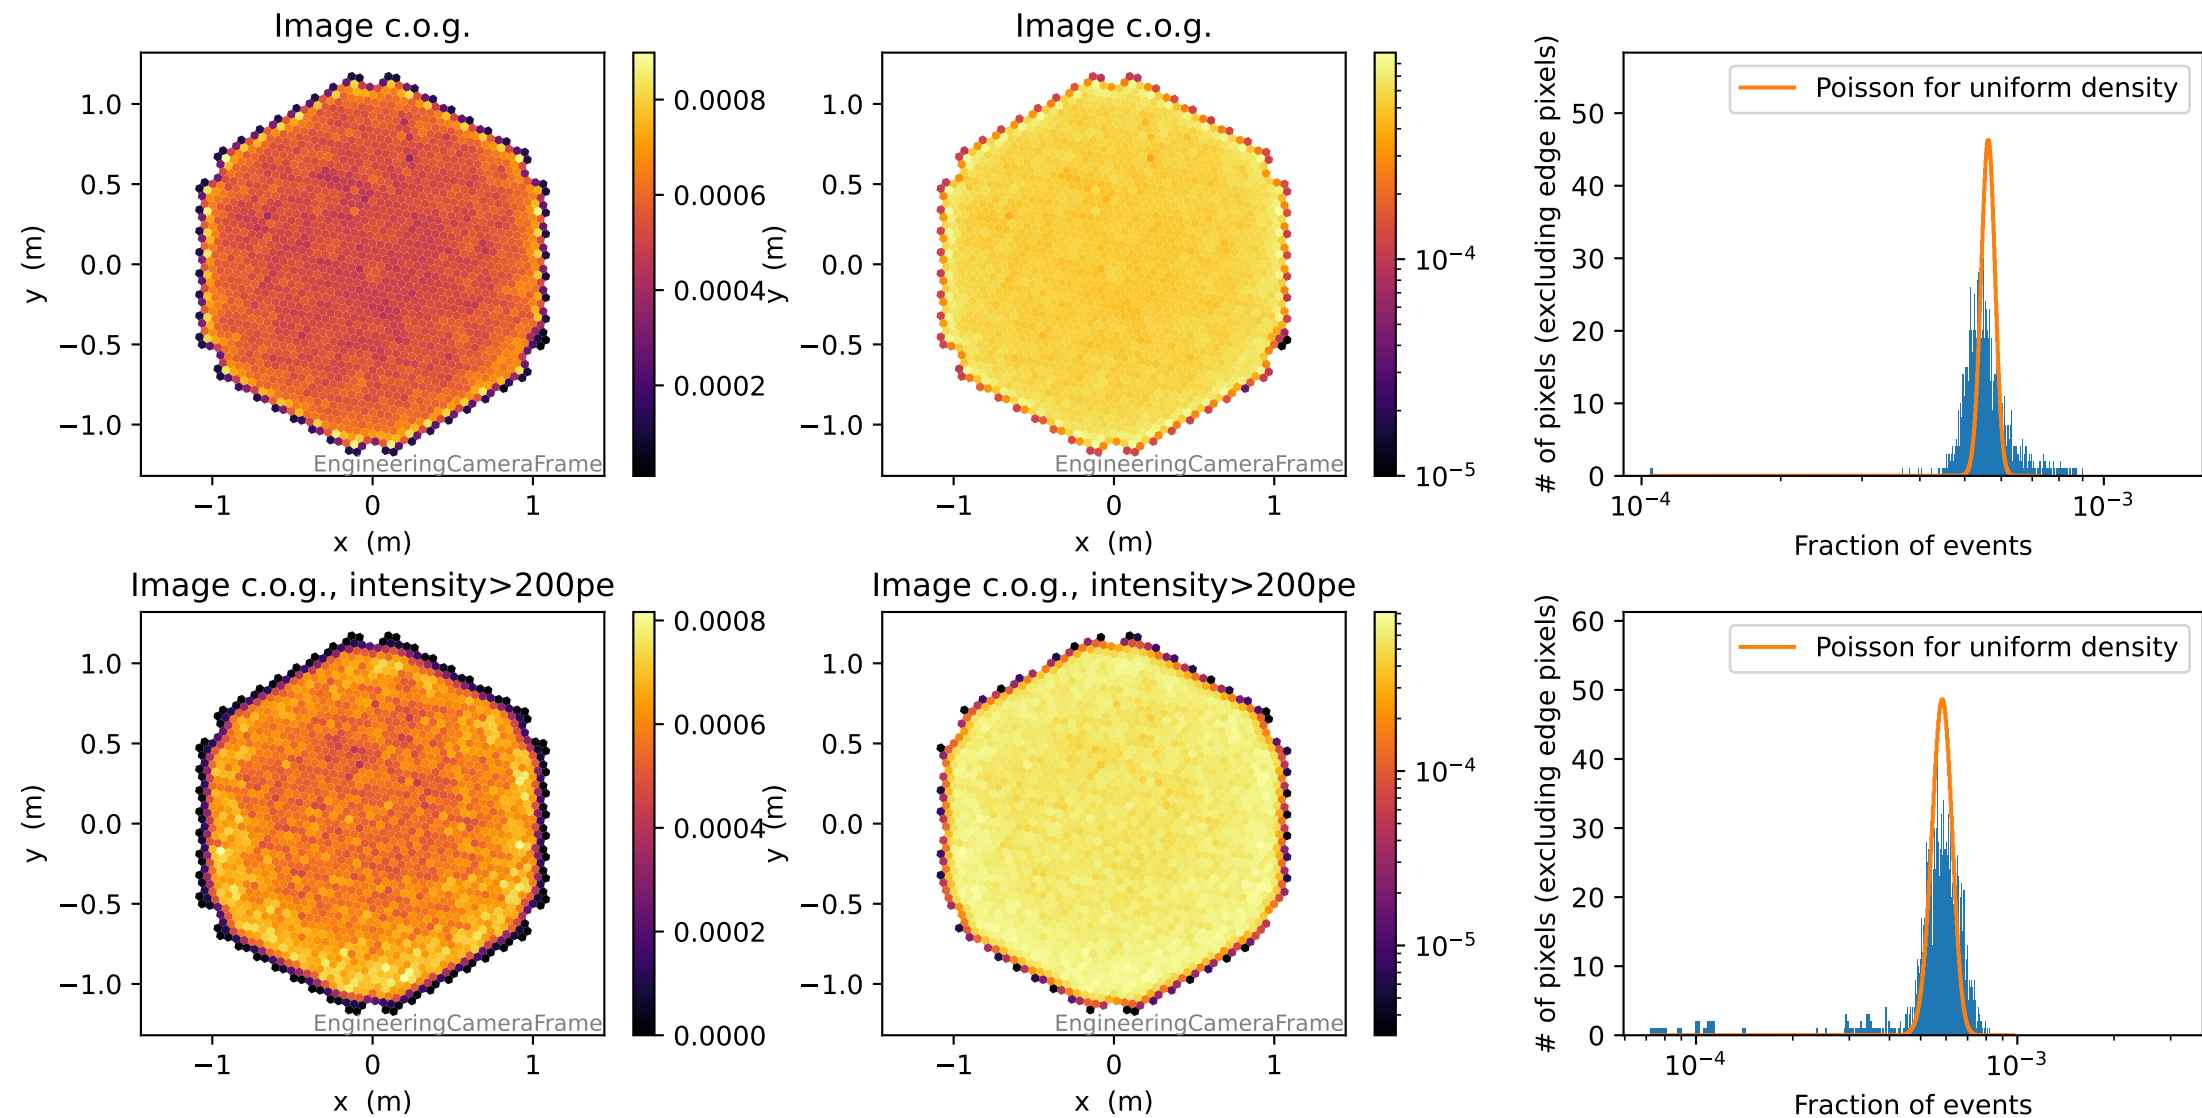 Image c.o.g.
1.0
0.5
0.0
−0.5
−1.0
y (m)
−1
0
1
x (m)
EngineeringCameraFrame
0.0008
0.0006
0.0004
0.0002
Image c.o.g.
1.0
0.5
0.0
−0.5
−1.0
y (m)
−1
0
1
x (m)
EngineeringCameraFrame
10⁻⁴
10⁻⁵
Poisson for uniform density
50
40
30
20
10
0
# of pixels (excluding edge pixels)
10⁻⁴
10⁻³
Fraction of events
Image c.o.g., intensity>200pe
1.0
0.5
0.0
−0.5
−1.0
y (m)
−1
0
1
x (m)
EngineeringCameraFrame
0.0008
0.0006
0.0004
0.0002
0.0000
Image c.o.g., intensity>200pe
1.0
0.5
0.0
−0.5
−1.0
y (m)
−1
0
1
x (m)
EngineeringCameraFrame
10⁻⁴
10⁻⁵
Poisson for uniform density
60
50
40
30
20
10
0
# of pixels (excluding edge pixels)
10⁻⁴
10⁻³
Fraction of events